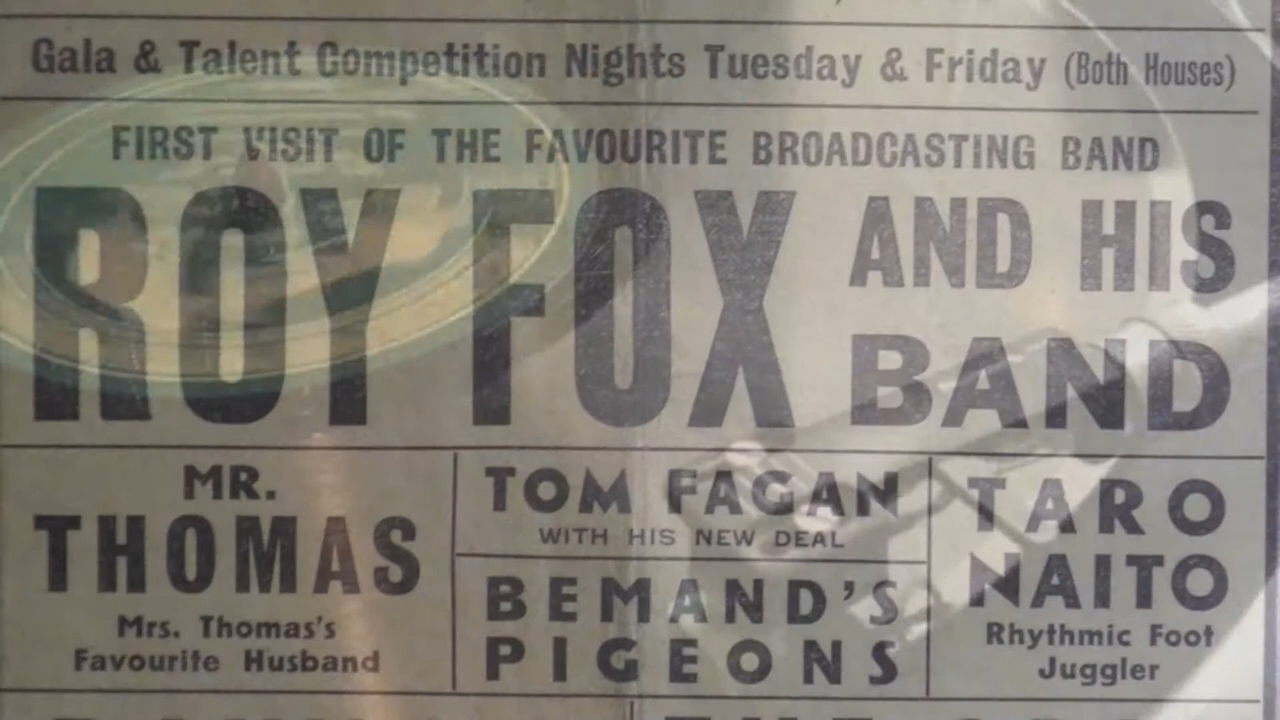 Gala & Talent Competition Nights Tuesday & Friday (Both Houses)
FIRST VISIT OF THE FAVOURITE BROADCASTING BAND
ROY FOX AND HIS
BAND
MR.
THOMAS
Mrs. Thomas's
Favourite Husband
TOM FAGAN
WITH HIS NEW DEAL
BEMAND'S
PIGEONS
TARO
NAITO
Rhythmic Foot
Juggler